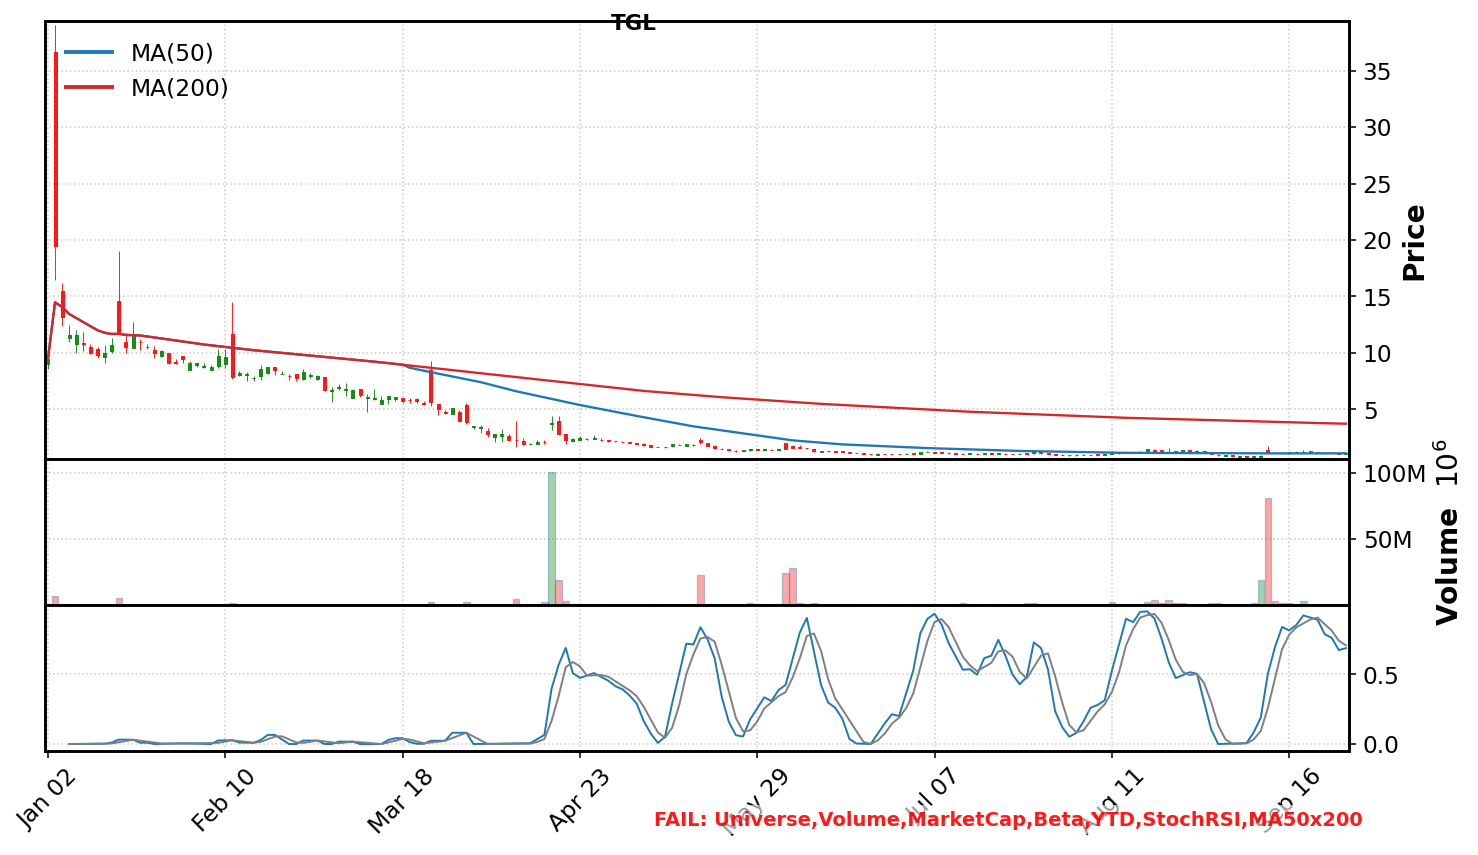 TGL
MA(50)
MA(200)
35
30
25
20
15
10
5
Price
10⁶
100M
50M
Volume
0.5
0.0
Jan 02
Feb 10
Mar 18
Apr 23
May 29
Jul 07
Aug 11
Sep 16
FAIL: Universe,Volume,MarketCap,Beta,YTD,StochRSI,MA50x200